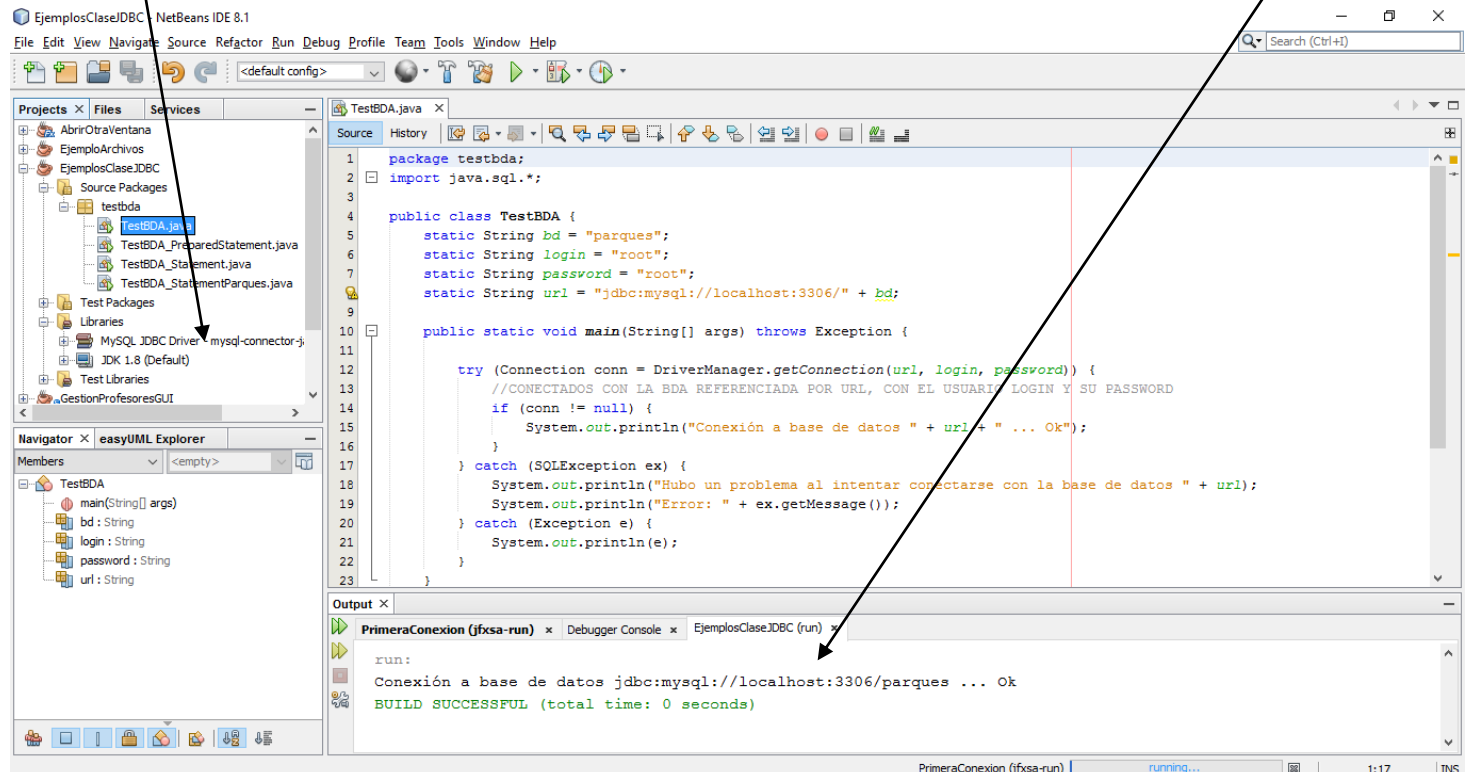 EjemplosClaseJDBC - NetBeans IDE 8.1
File Edit View Navigate Source Refactor Run Debug Profile Team Tools Window Help
Search (Ctrl+I)
<default config>
Projects Files Services
AbrirOtraVentana
EjemploArchivos
EjemplosClaseJDBC
Source Packages
testbda
TestBDA.java
TestBDA_PreparedStatement.java
TestBDA_Statement.java
TestBDA_StatementParques.java
Test Packages
Libraries
MySQL JDBC Driver - mysql-connector-ja
JDK 1.8 (Default)
Test Libraries
GestionProfesoresGUI
Navigator easyUML Explorer
Members <empty>
TestBDA
main(String[] args)
bd : String
login : String
password : String
url : String
TestBDA.java
Source History
1 package testbda;
2 import java.sql.*;
3
4 public class TestBDA {
5 static String bd = "parques";
6 static String login = "root";
7 static String password = "root";
static String url = "jdbc:mysql://localhost:3306/" + bd;
9
10 public static void main(String[] args) throws Exception {
11
12 try (Connection conn = DriverManager.getConnection(url, login, password)) {
13 //CONECTADOS CON LA BDA REFERENCIADA POR URL, CON EL USUARIO LOGIN Y SU PASSWORD
14 if (conn != null) {
15 System.out.println("Conexión a base de datos " + url + " ... Ok");
16 }
17 } catch (SQLException ex) {
18 System.out.println("Hubo un problema al intentar conectarse con la base de datos " + url);
19 System.out.println("Error: " + ex.getMessage());
20 } catch (Exception e) {
21 System.out.println(e);
22 }
23 }
Output
PrimeraConexion (jfxsa-run) Debugger Console EjemplosClaseJDBC (run)
run:
Conexión a base de datos jdbc:mysql://localhost:3306/parques ... Ok
BUILD SUCCESSFUL (total time: 0 seconds)
PrimeraConexion (jfxsa-run) running... 1:17 INS